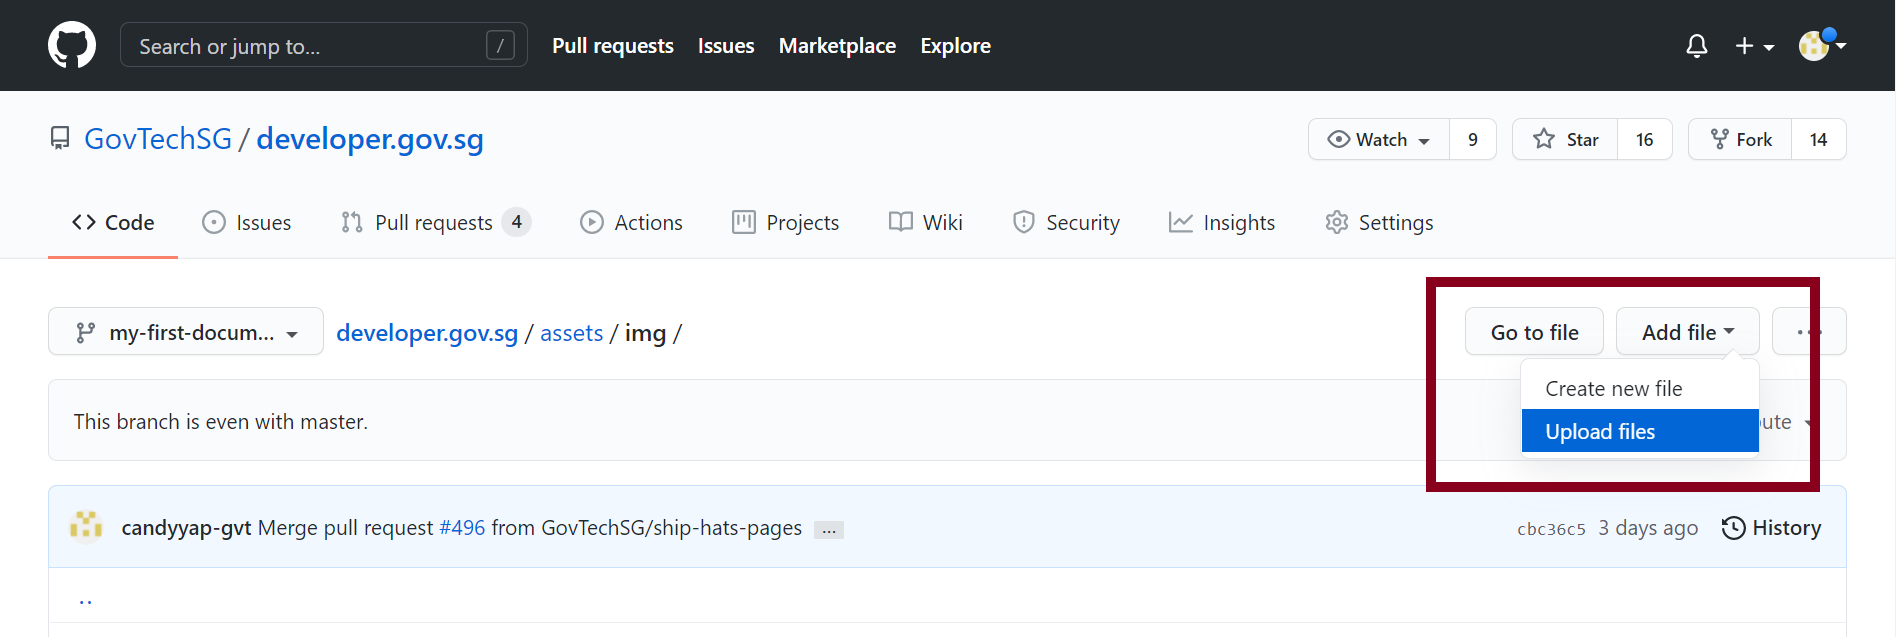 Search or jump to... / Pull requests Issues Marketplace Explore
GovTechSG / developer.gov.sg Watch 9 Star 16 Fork 14
Code Issues Pull requests 4 Actions Projects Wiki Security Insights Settings
my-first-docum... developer.gov.sg / assets / img / Go to file Add file ...
Create new file
This branch is even with master.
Upload files
candyyap-gvt Merge pull request #496 from GovTechSG/ship-hats-pages ... cbc36c5 3 days ago History
..